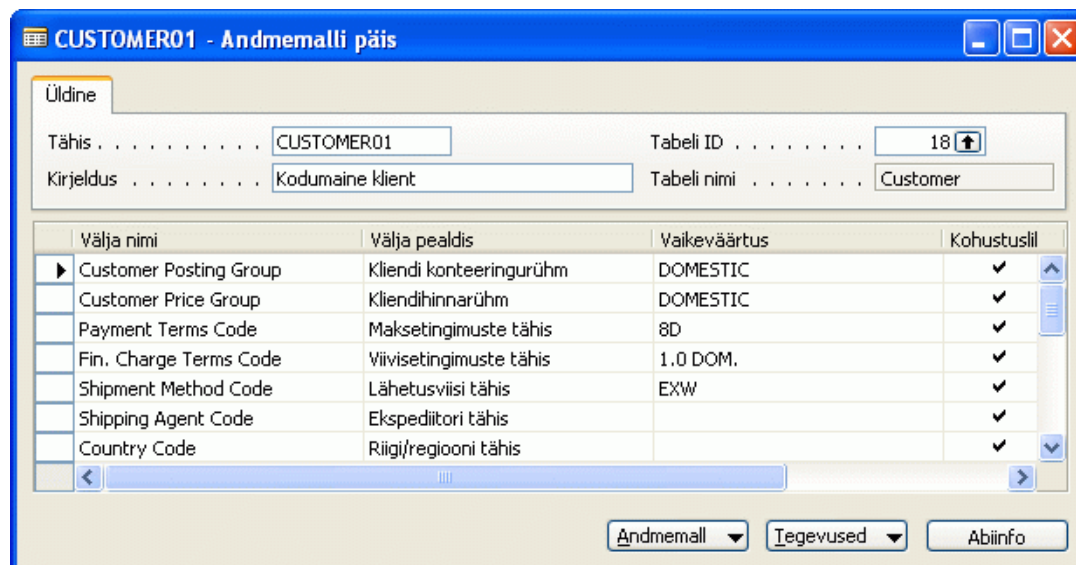 CUSTOMER01 - Andmemalli päis
Üldine
Tähis . . . . . . . . . . CUSTOMER01 Tabeli ID . . . . . . . . 18
Kirjeldus . . . . . . . . Kodumaine klient Tabeli nimi . . . . . . . Customer
Välja nimi Välja pealdis Vaikeväärtus Kohustuslil
Customer Posting Group Kliendi konteeringurühm DOMESTIC ✔
Customer Price Group Kliendihinnarühm DOMESTIC ✔
Payment Terms Code Maksetingimuste tähis 8D ✔
Fin. Charge Terms Code Viivisetingimuste tähis 1.0 DOM. ✔
Shipment Method Code Lähetusviisi tähis EXW ✔
Shipping Agent Code Ekspediitori tähis ✔
Country Code Riigi/regiooni tähis ✔
Andmemall Tegevused Abiinfo